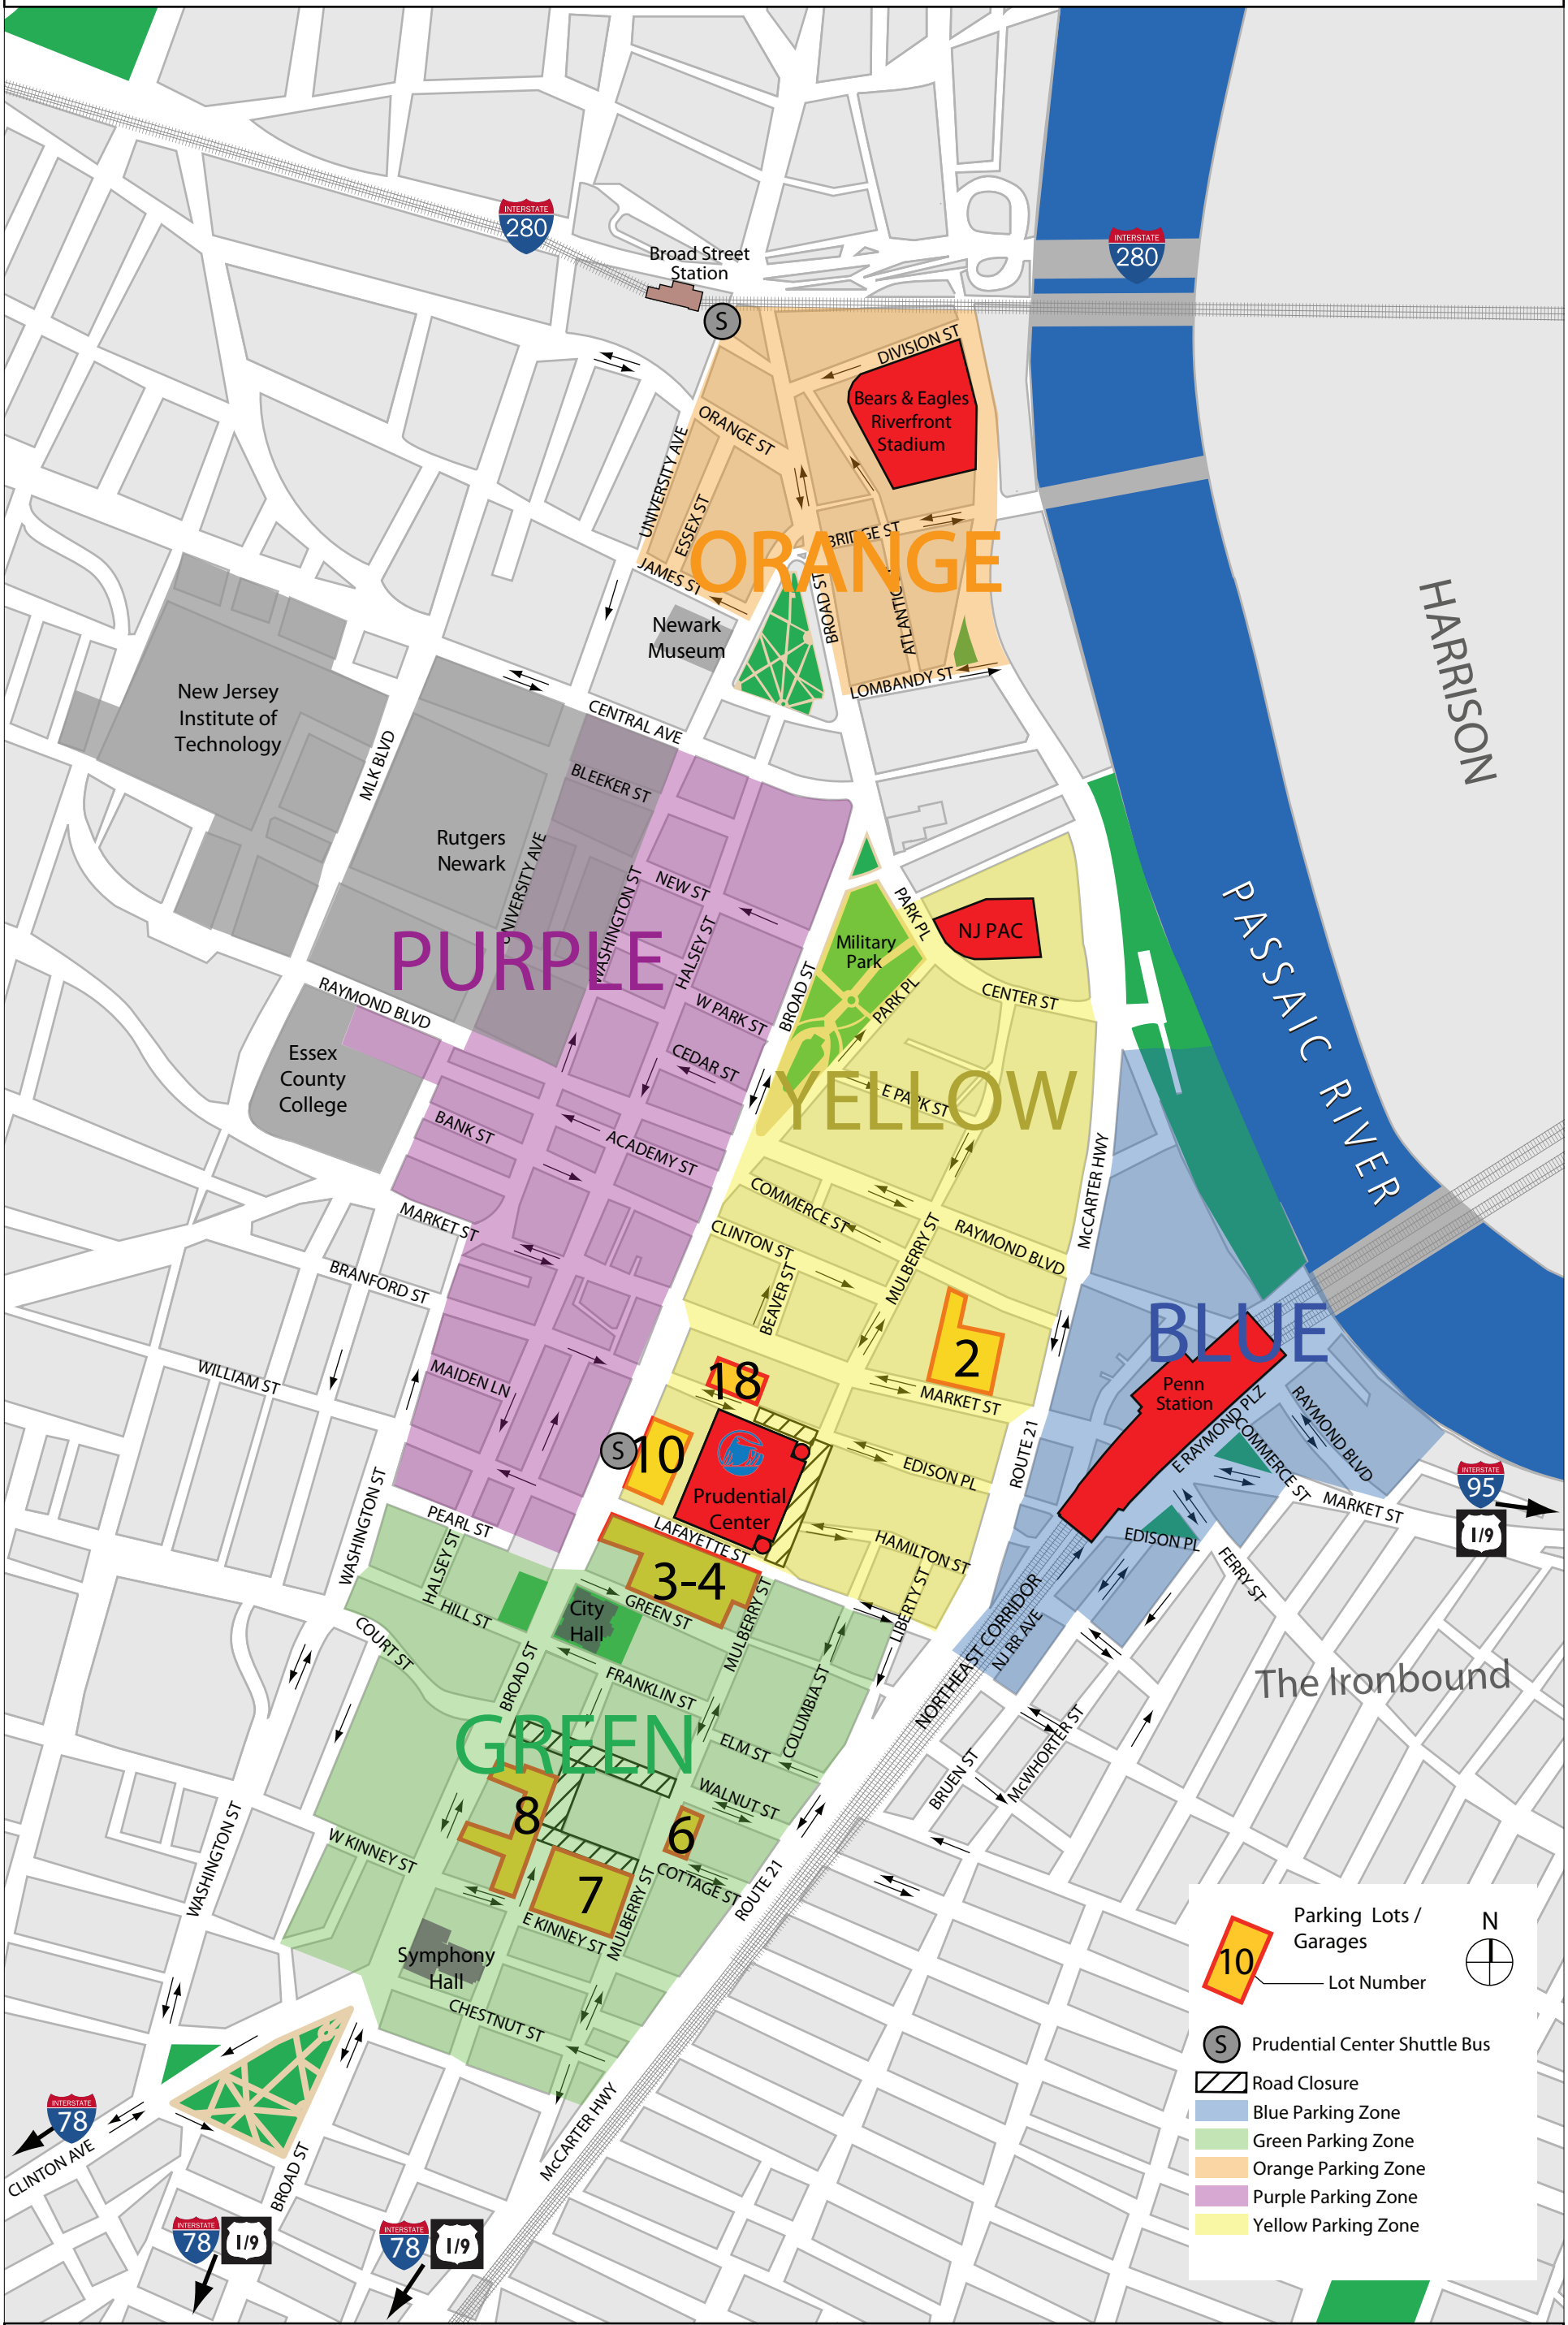 INTERSTATE
280
INTERSTATE
280
Broad Street
Station
S
DIVISION ST
Bears & Eagles
Riverfront
Stadium
ORANGE ST
UNIVERSITY AVE
ESSEX ST
BRIDGE ST
ORANGE
JAMES ST
BROAD ST
ATLANTIC
Newark
Museum
LOMBANDY ST
HARRISON
New Jersey
Institute of
Technology
CENTRAL AVE
MLK BLVD
BLEEKER ST
Rutgers
Newark
UNIVERSITY AVE
WASHINGTON ST
NEW ST
HALSEY ST
PARK PL
NJ PAC
PURPLE
Military
Park
BROAD ST
PARK PL
CENTER ST
PASSAIC RIVER
RAYMOND BLVD
W PARK ST
CEDAR ST
Essex
County
College
YELLOW
E PARK ST
BANK ST
ACADEMY ST
McCARTER HWY
MARKET ST
COMMERCE ST
CLINTON ST
MULBERRY ST
RAYMOND BLVD
BRANFORD ST
BEAVER ST
BLUE
2
18
WILLIAM ST
MAIDEN LN
MARKET ST
Penn
Station
E RAYMOND PLZ
RAYMOND BLVD
COMMERCE ST
S
10
EDISON PL
ROUTE 21
Prudential
Center
MARKET ST
INTERSTATE
95
1/9
WASHINGTON ST
PEARL ST
LAFAYETTE ST
HAMILTON ST
EDISON PL
FERRY ST
HALSEY ST
3-4
HILL ST
City
Hall
GREEN ST
MULBERRY ST
LIBERTY ST
NORTHEAST CORRIDOR
NJ RR AVE
COURT ST
BROAD ST
FRANKLIN ST
COLUMBIA ST
The Ironbound
GREEN
ELM ST
BRUEN ST
McWHORTER ST
WALNUT ST
8
6
WASHINGTON ST
W KINNEY ST
COTTAGE ST
ROUTE 21
7
E KINNEY ST
MULBERRY ST
Symphony
Hall
CHESTNUT ST
McCARTER HWY
INTERSTATE
78
CLINTON AVE
BROAD ST
INTERSTATE
78
1/9
INTERSTATE
78
1/9
Parking Lots /
Garages
10
Lot Number
N
S
Prudential Center Shuttle Bus
Road Closure
Blue Parking Zone
Green Parking Zone
Orange Parking Zone
Purple Parking Zone
Yellow Parking Zone